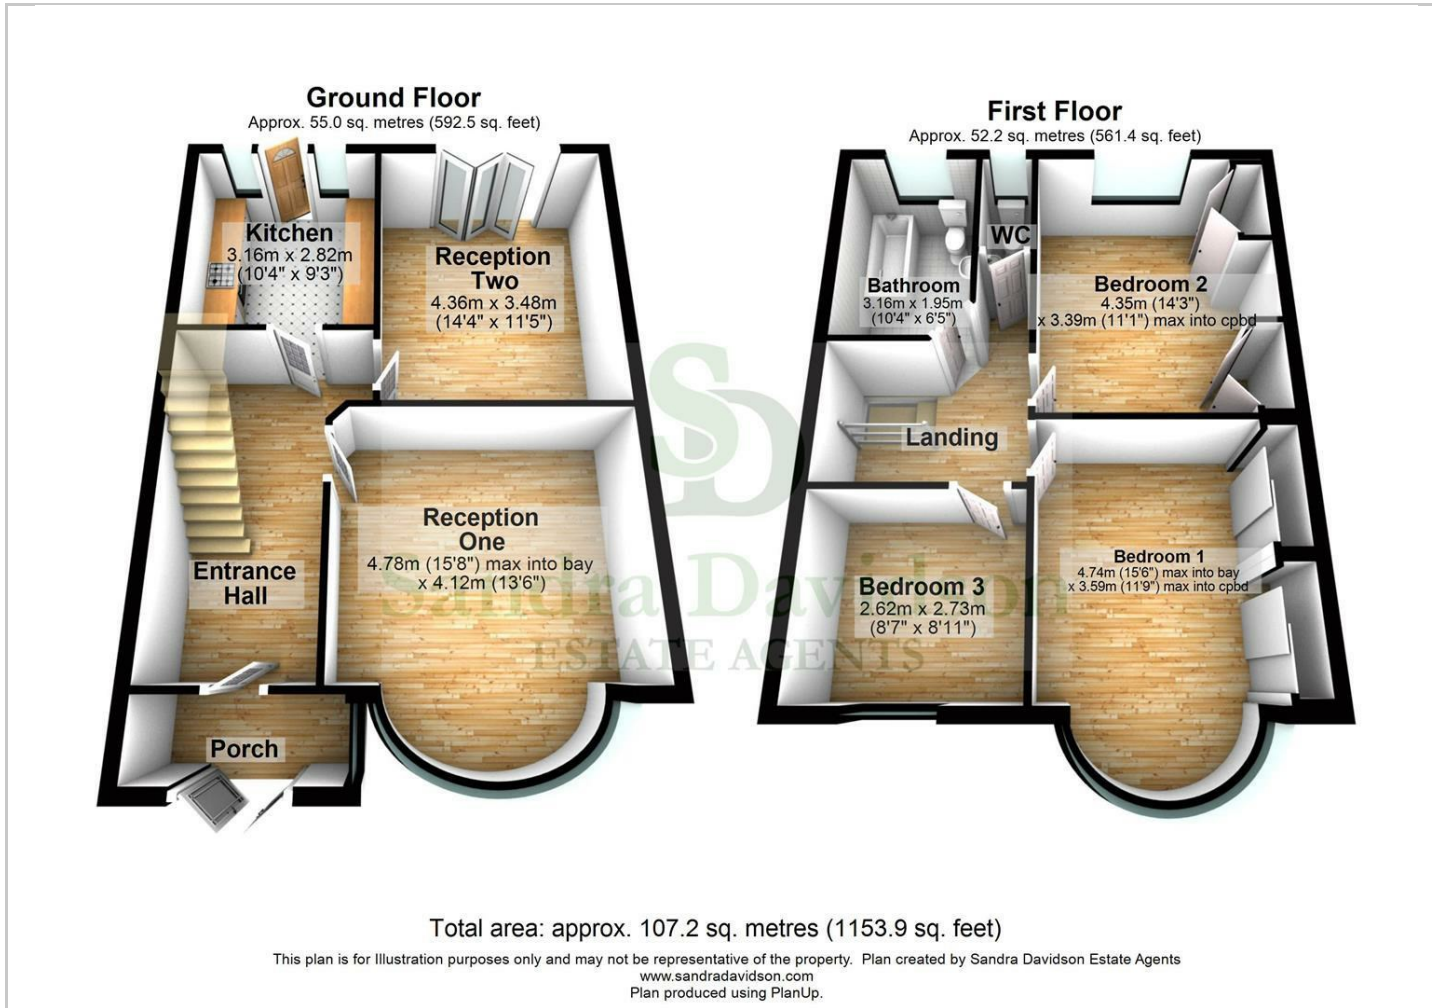 Ground Floor
Approx. 55.0 sq. metres (592.5 sq. feet)
Kitchen
3.16m x 2.82m
(10'4" x 9'3")
Reception
Two
4.36m x 3.48m
(14'4" x 11'5")
Reception
One
4.78m (15'8") max into bay
x 4.12m (13'6")
Entrance
Hall
Porch
First Floor
Approx. 52.2 sq. metres (561.4 sq. feet)
WC
Bathroom
3.16m x 1.95m
(10'4" x 6'5")
Bedroom 2
4.35m (14'3")
x 3.39m (11'1") max into cpbd
Landing
Bedroom 1
4.74m (15'6") max into bay
x 3.59m (11'9") max into cpbd
Bedroom 3
2.62m x 2.73m
(8'7" x 8'11")
SD
Sandra Davidson
ESTATE AGENTS
Total area: approx. 107.2 sq. metres (1153.9 sq. feet)
This plan is for Illustration purposes only and may not be representative of the property. Plan created by Sandra Davidson Estate Agents
www.sandradavidson.com
Plan produced using PlanUp.